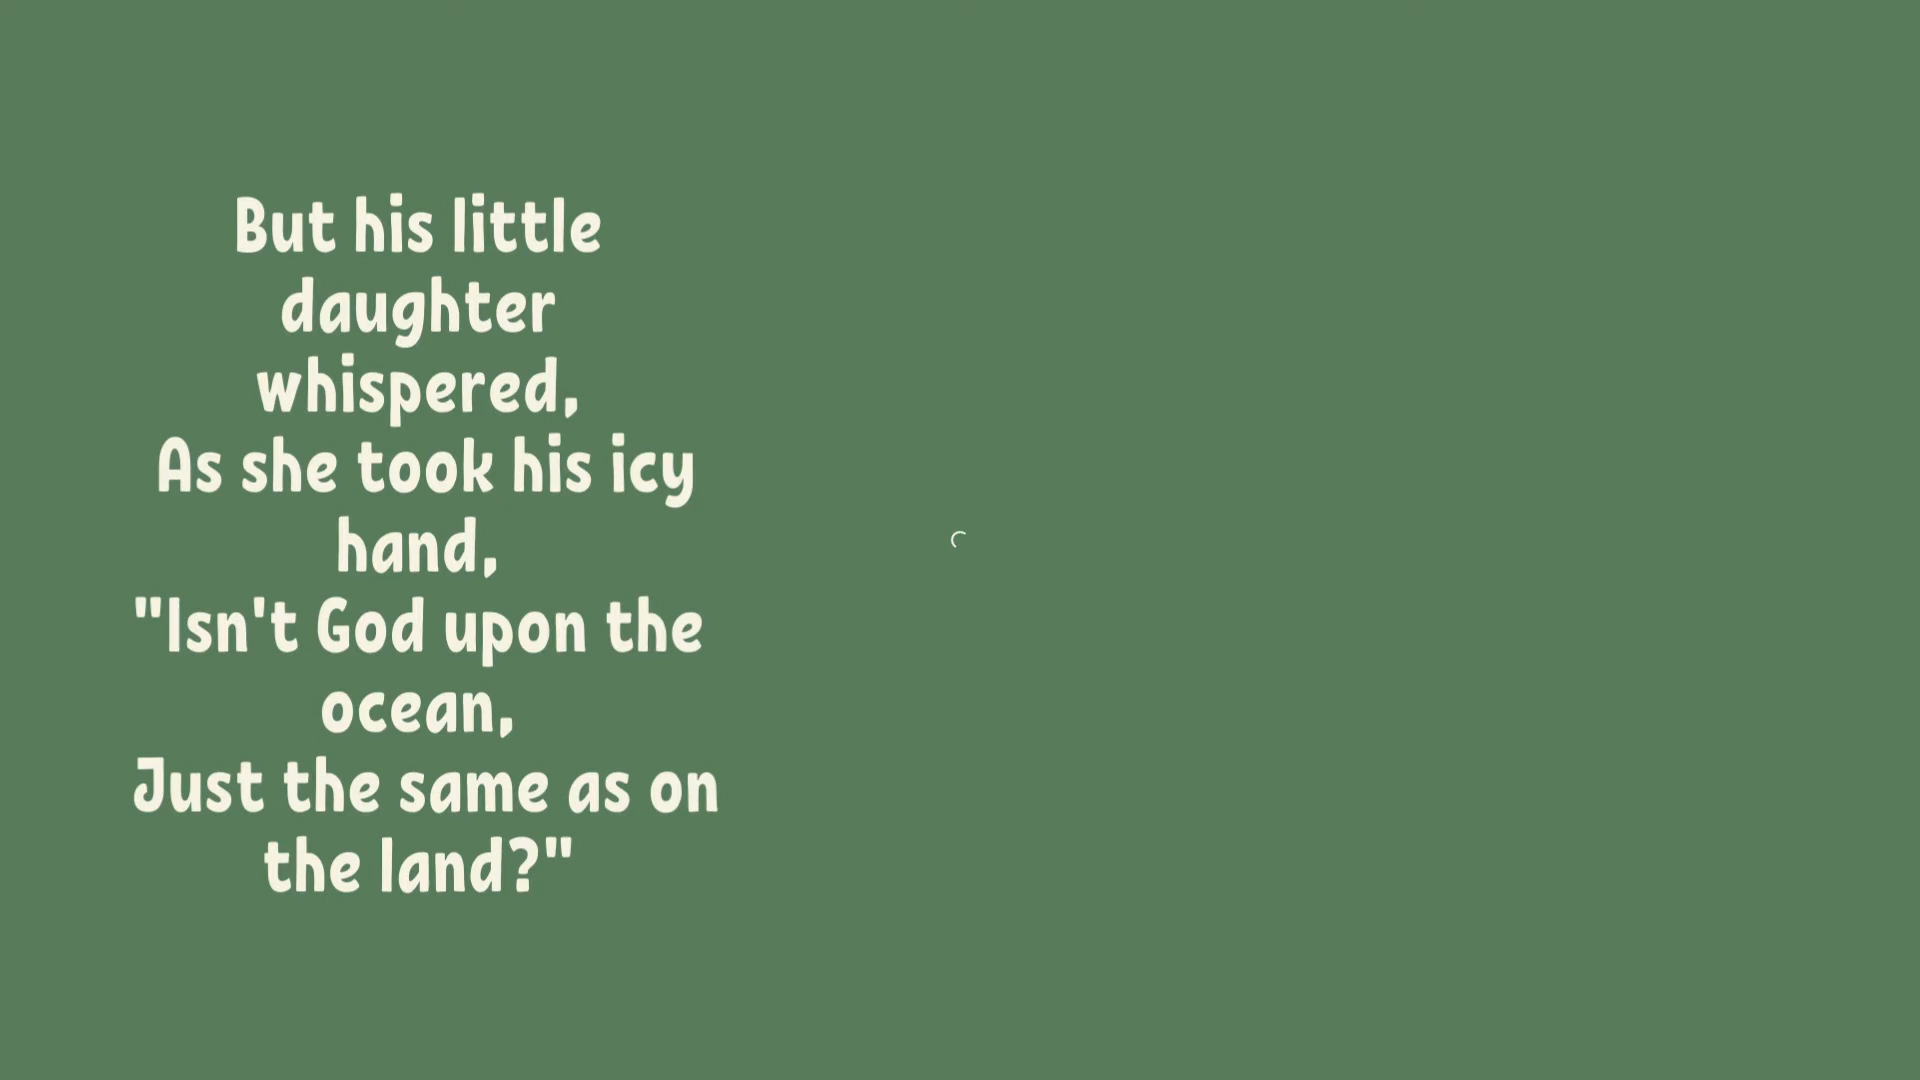 But his little
daughter
whispered,
As she took his icy
hand,
"Isn't God upon the
ocean,
Just the same as on
the land?"